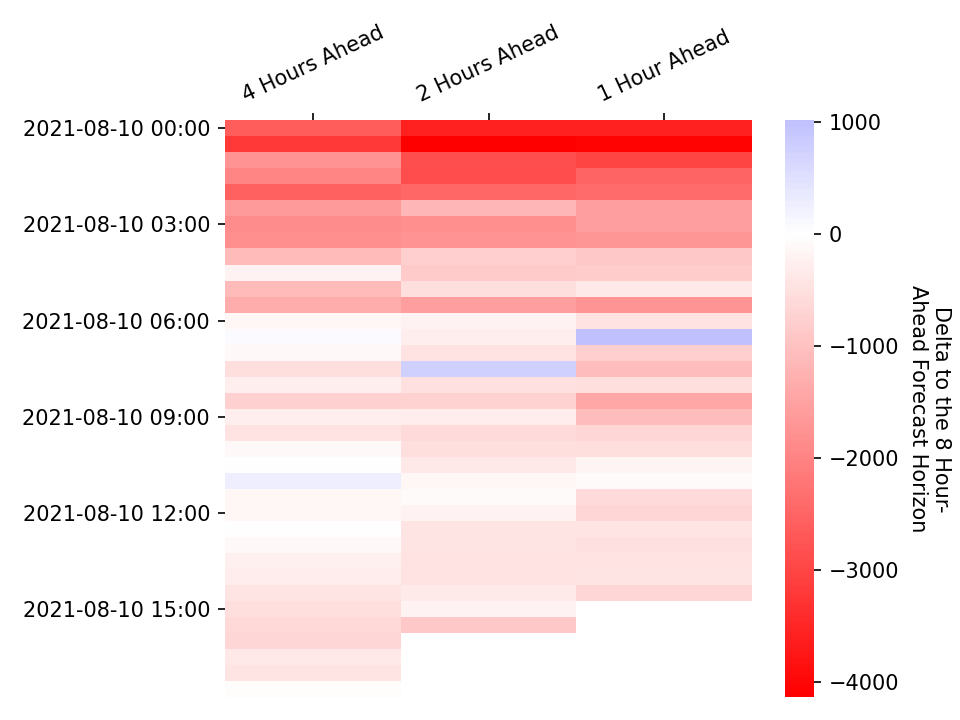 4 Hours Ahead
2 Hours Ahead
1 Hour Ahead
2021-08-10 00:00
2021-08-10 03:00
2021-08-10 06:00
2021-08-10 09:00
2021-08-10 12:00
2021-08-10 15:00
1000
0
−1000
−2000
−3000
−4000
Delta to the 8 Hour-
Ahead Forecast Horizon